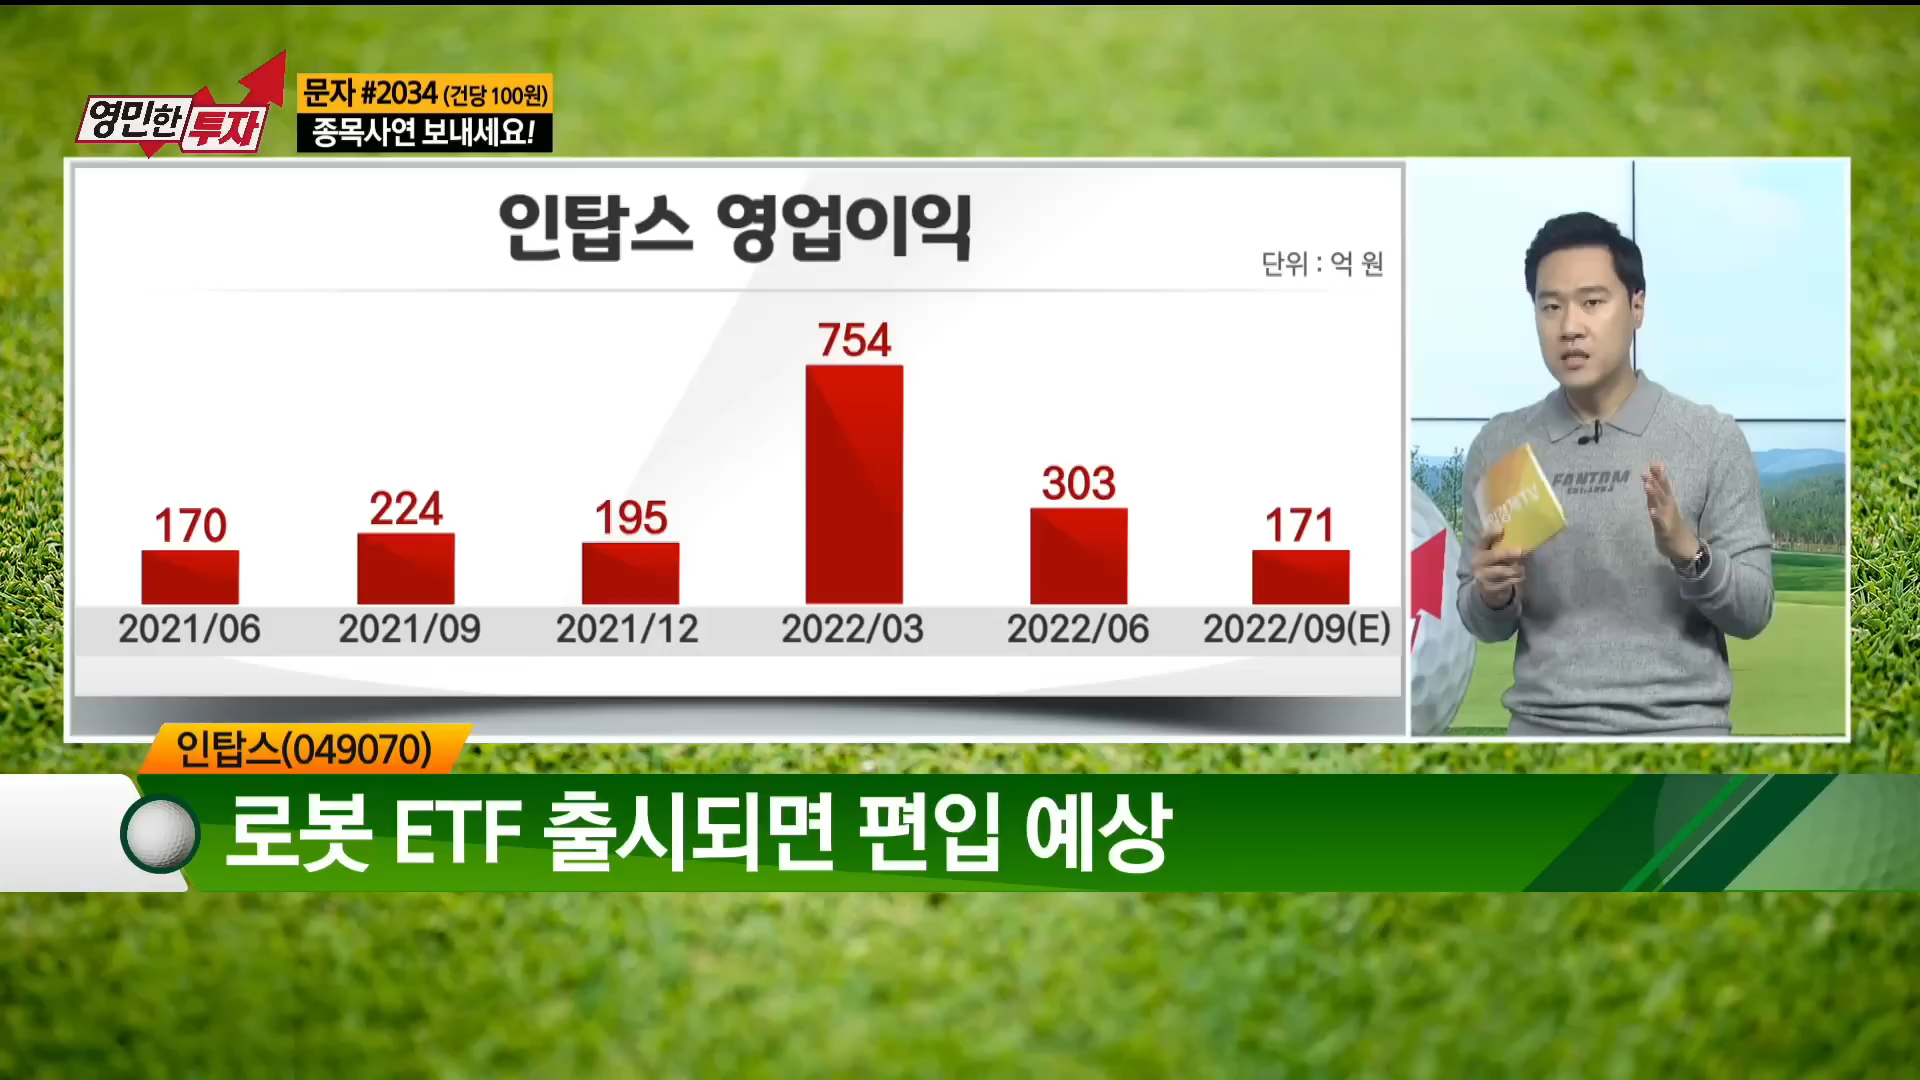 영민한 투자
문자 #2034 (건당 100원)
종목사연 보내세요!
인탑스 영업이익
단위 : 억 원
170
224
195
754
303
171
2021/06
2021/09
2021/12
2022/03
2022/06
2022/09(E)
FANTOM
인탑스(049070)
로봇 ETF 출시되면 편입 예상